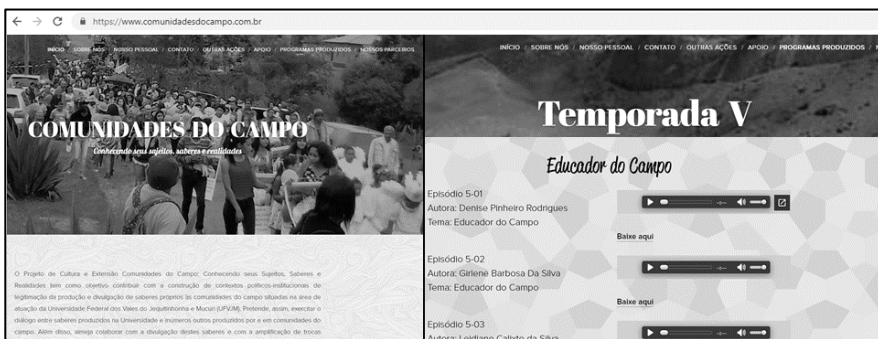 https://www.comunidadesdocampo.com.br
INÍCIO / SOBRE NÓS / NOSSO PESSOAL / CONTATO / OUTRAS AÇÕES / APOIO / PROGRAMAS PRODUZIDOS / NOSSOS PARCEIROS
COMUNIDADES DO CAMPO
Conhecendo seus sujeitos, saberes e realidades
O Projeto de Cultura e Extensão Comunidades do Campo: Conhecendo seus Sujeitos, Saberes e
Realidades tem como objetivo contribuir com a construção de contextos políticos-institucionais de
legitimação da produção e divulgação de saberes próprios às comunidades do campo situadas na área de
atuação da Universidade Federal dos Vales do Jequitinhonha e Mucuri (UFVJM). Pretende, assim, exercitar o
diálogo entre saberes produzidos na Universidade e inúmeros outros produzidos por e em comunidades do
campo. Além disso, almeja colaborar com a divulgação destes saberes e com a amplificação de trocas
INÍCIO / SOBRE NÓS / NOSSO PESSOAL / CONTATO / OUTRAS AÇÕES / APOIO / PROGRAMAS PRODUZIDOS /
Temporada V
Educador do Campo
Episódio 5-01
Autora: Denise Pinheiro Rodrigues
Tema: Educador do Campo
Baixe aqui
Episódio 5-02
Autora: Girlene Barbosa Da Silva
Tema: Educador do Campo
Baixe aqui
Episódio 5-03
Autora: Leidiane Calixto da Silva